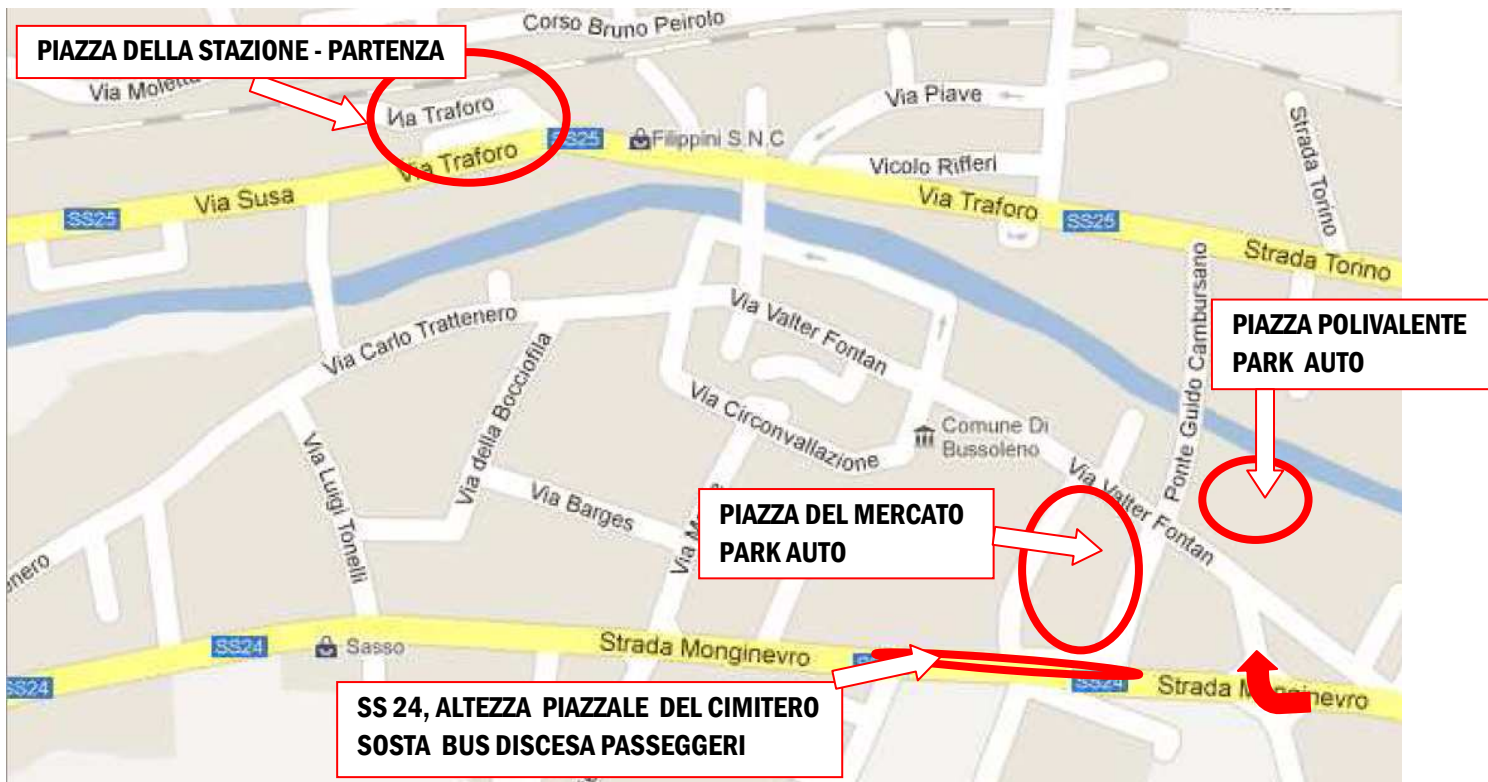 Corso Bruno Peirolo
PIAZZA DELLA STAZIONE - PARTENZA
Via Moletta
Via Traforo
Via Piave
SS25
Filippini S.N.C
Via Traforo
Strada Torino
Vicolo Rifferi
Via Susa
SS25
Via Traforo
SS25
Strada Torino
Ponte Guido Cambursano
PIAZZA POLIVALENTE
PARK AUTO
Via Valter Fontan
Via Carlo Trattenero
Via della Bocciofila
Via Circonvallazione
Comune Di
Bussoleno
Via Luigi Tonelli
Via Barges
Via Valter Fontan
PIAZZA DEL MERCATO
PARK AUTO
Via
enero
SS24
Sasso
Strada Monginevro
SS24
SS24
Strada Monginevro
SS 24, ALTEZZA PIAZZALE DEL CIMITERO
SOSTA BUS DISCESA PASSEGGERI